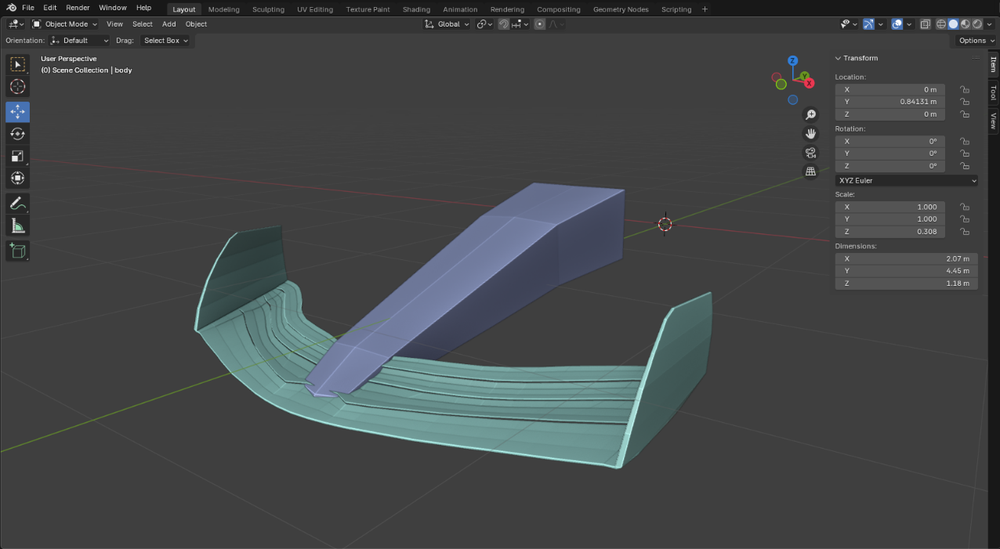 File Edit Render Window Help Layout Modeling Sculpting UV Editing Texture Paint Shading Animation Rendering Compositing Geometry Nodes Scripting +
Object Mode View Select Add Object Global
Orientation: Default Drag: Select Box Options
User Perspective
(0) Scene Collection | body
Z
Y
X
Transform
Location:
X 0 m
Y 0.84131 m
Z 0 m
Rotation:
X 0°
Y 0°
Z 0°
XYZ Euler
Scale:
X 1.000
Y 1.000
Z 0.308
Dimensions:
X 2.07 m
Y 4.45 m
Z 1.18 m
Item
Tool
View